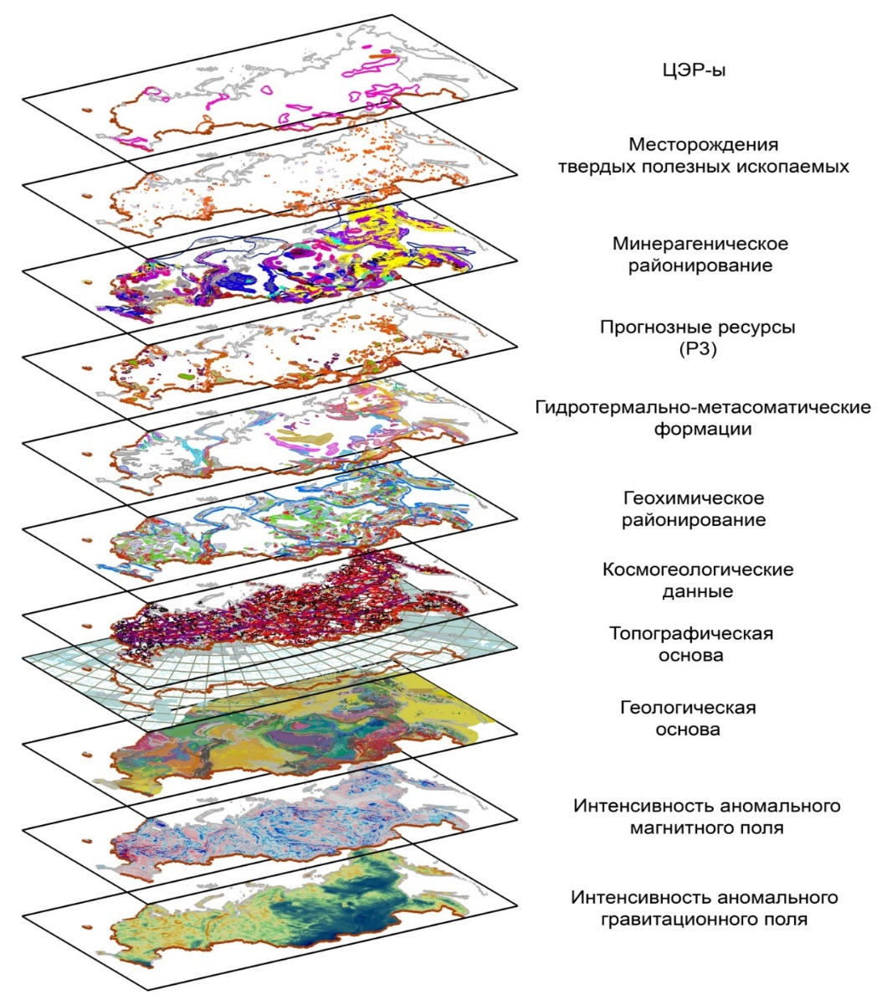 ЦЭР-ы
Месторождения
твердых полезных ископаемых
Минерагеническое
районирование
Прогнозные ресурсы
(Р3)
Гидротермально-метасоматические
формации
Геохимическое
районирование
Космогеологические
данные
Топографическая
основа
Геологическая
основа
Интенсивность аномального
магнитного поля
Интенсивность аномального
гравитационного поля